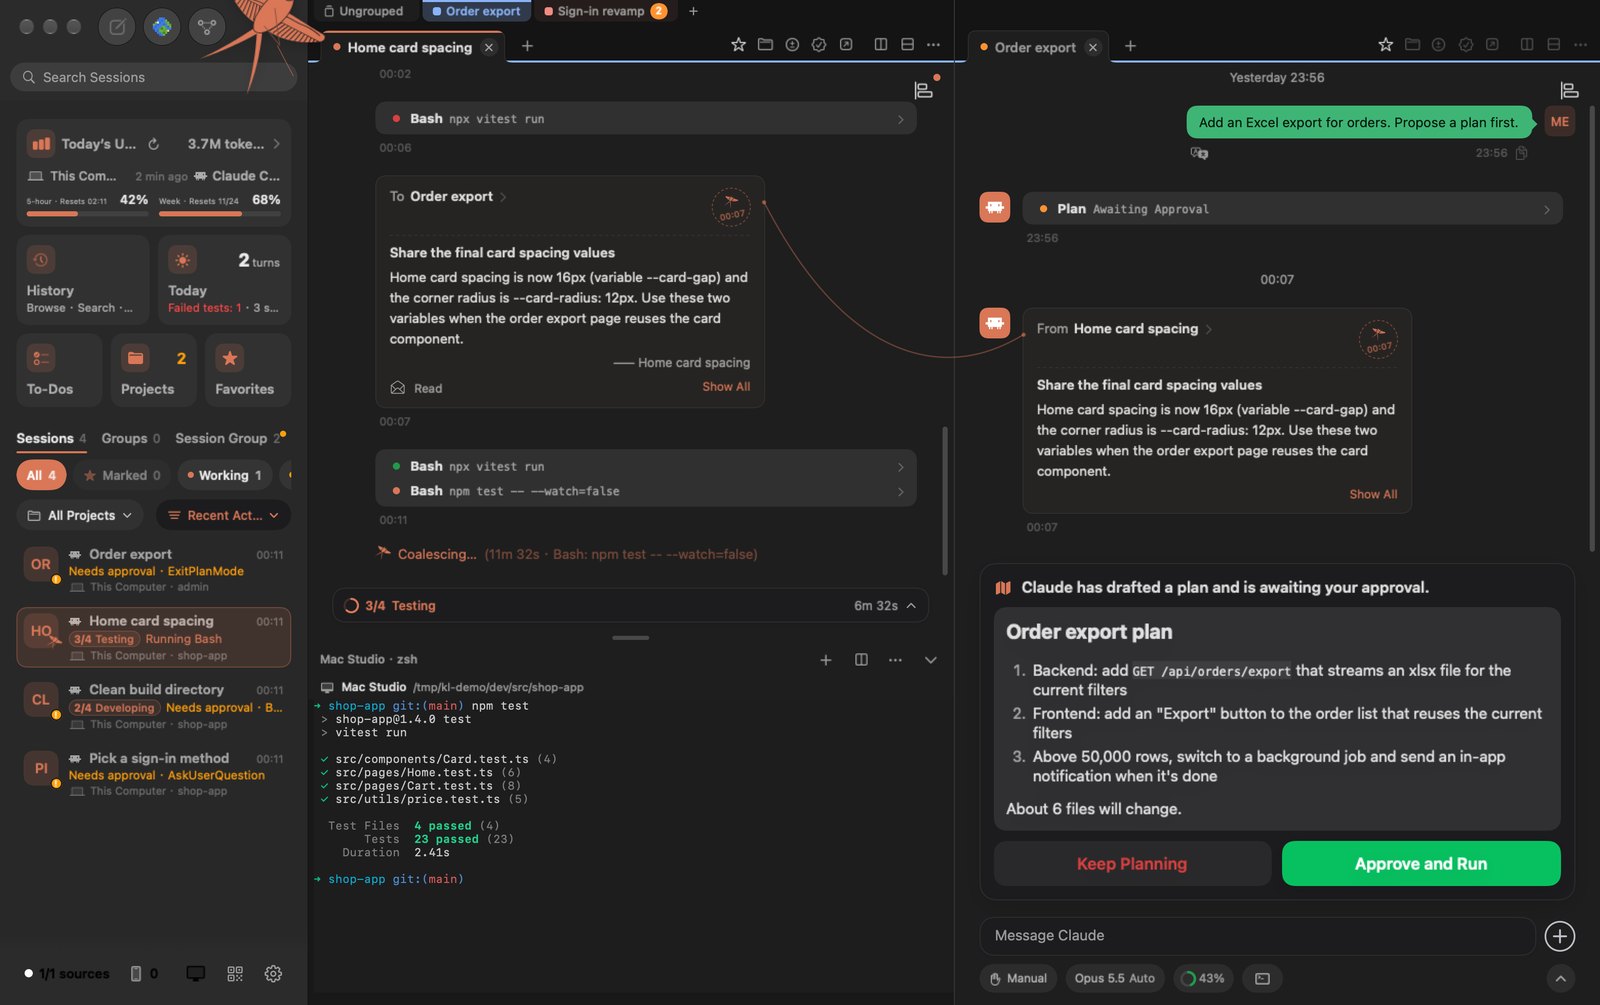 Search Sessions
Today's U...
3.7M toke...
This Com...
2 min ago
Claude C...
5-hour · Resets 02:11
42%
Week · Resets 11/24
68%
History
Browse · Search ·...
2 turns
Today
Failed tests: 1 · 3 s...
To-Dos
2
Projects
Favorites
Sessions 4
Groups 0
Session Group 2
All 4
Marked 0
Working 1
All Projects
Recent Act...
OR
Order export
00:11
Needs approval · ExitPlanMode
This Computer · admin
HO
Home card spacing
00:11
3/4 Testing
Running Bash
This Computer · shop-app
CL
Clean build directory
00:11
2/4 Developing
Needs approval · B...
This Computer · shop-app
PI
Pick a sign-in method
00:11
Needs approval · AskUserQuestion
This Computer · shop-app
1/1 sources
0
Ungrouped
Order export
Sign-in revamp
2
Home card spacing
00:02
Bash npx vitest run
00:06
To Order export
00:07
Share the final card spacing values
Home card spacing is now 16px (variable --card-gap) and
the corner radius is --card-radius: 12px. Use these two
variables when the order export page reuses the card
component.
—— Home card spacing
Read
Show All
00:07
Bash npx vitest run
Bash npm test -- --watch=false
00:11
Coalescing... (11m 32s · Bash: npm test -- --watch=false)
3/4 Testing
6m 32s
Mac Studio · zsh
Mac Studio /tmp/kl-demo/dev/src/shop-app
→ shop-app git:(main) npm test
> shop-app@1.4.0 test
> vitest run
✓ src/components/Card.test.ts (4)
✓ src/pages/Home.test.ts (6)
✓ src/pages/Cart.test.ts (8)
✓ src/utils/price.test.ts (5)
Test Files 4 passed (4)
Tests 23 passed (23)
Duration 2.41s
→ shop-app git:(main)
Order export
Yesterday 23:56
Add an Excel export for orders. Propose a plan first.
ME
23:56
Plan Awaiting Approval
23:56
00:07
From Home card spacing
00:07
Share the final card spacing values
Home card spacing is now 16px (variable --card-gap) and
the corner radius is --card-radius: 12px. Use these two
variables when the order export page reuses the card
component.
Show All
00:07
Claude has drafted a plan and is awaiting your approval.
Order export plan
1. Backend: add GET /api/orders/export that streams an xlsx file for the
current filters
2. Frontend: add an "Export" button to the order list that reuses the current
filters
3. Above 50,000 rows, switch to a background job and send an in-app
notification when it's done
About 6 files will change.
Keep Planning
Approve and Run
Message Claude
Manual
Opus 5.5 Auto
43%